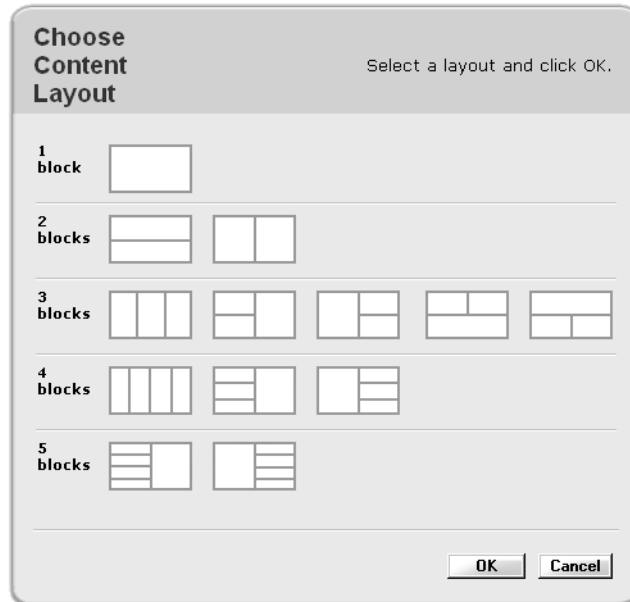 Choose
Content
Layout
Select a layout and click OK.
1
block
2
blocks
3
blocks
4
blocks
5
blocks
OK
Cancel